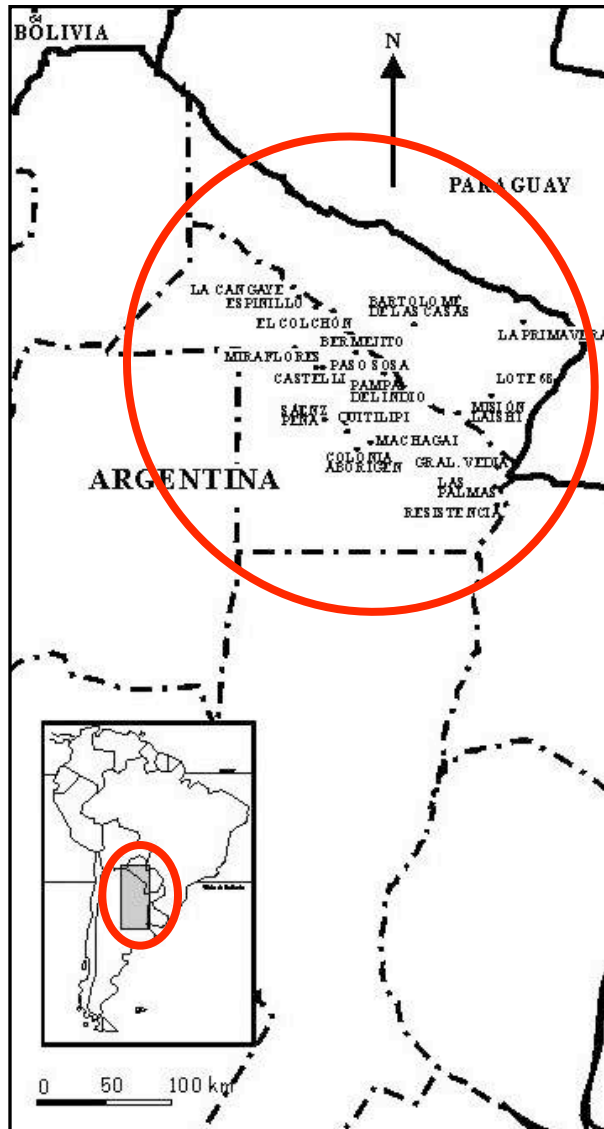 BOLIVIA
N
PARAGUAY
LA CANGAYE
ESPINILLO
BARTOLOMÉ
DE LAS CASAS
EL COLCHÓN
LA PRIMAVERA
BERMEJITO
MIRAFLORES
PASO SOSA
CASTELLI
PAMPA
DEL INDIO
LOTE 68
MISIÓN
LAISHI
SÁENZ
PEÑA
QUITILIPI
MACHAGAI
COLONIA
ABORIGEN
GRAL. VEDIA
ARGENTINA
LAS
PALMAS
RESISTENCIA
0 50 100 km